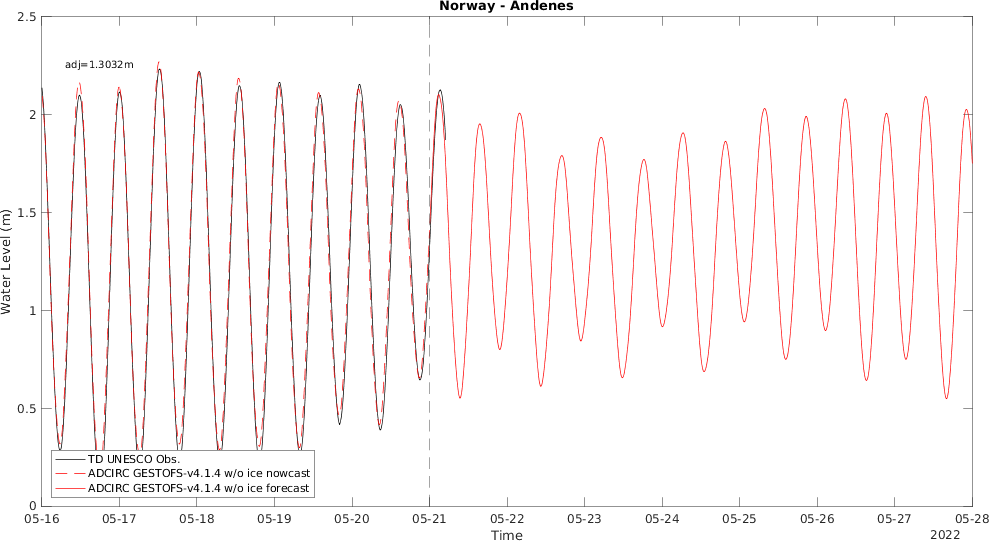 Norway - Andenes
2.5
adj=1.3032m
2
1.5
Water Level (m)
1
0.5
TD UNESCO Obs.
ADCIRC GESTOFS-v4.1.4 w/o ice nowcast
ADCIRC GESTOFS-v4.1.4 w/o ice forecast
0
05-16 05-17 05-18 05-19 05-20 05-21 05-22 05-23 05-24 05-25 05-26 05-27 05-28
Time
2022